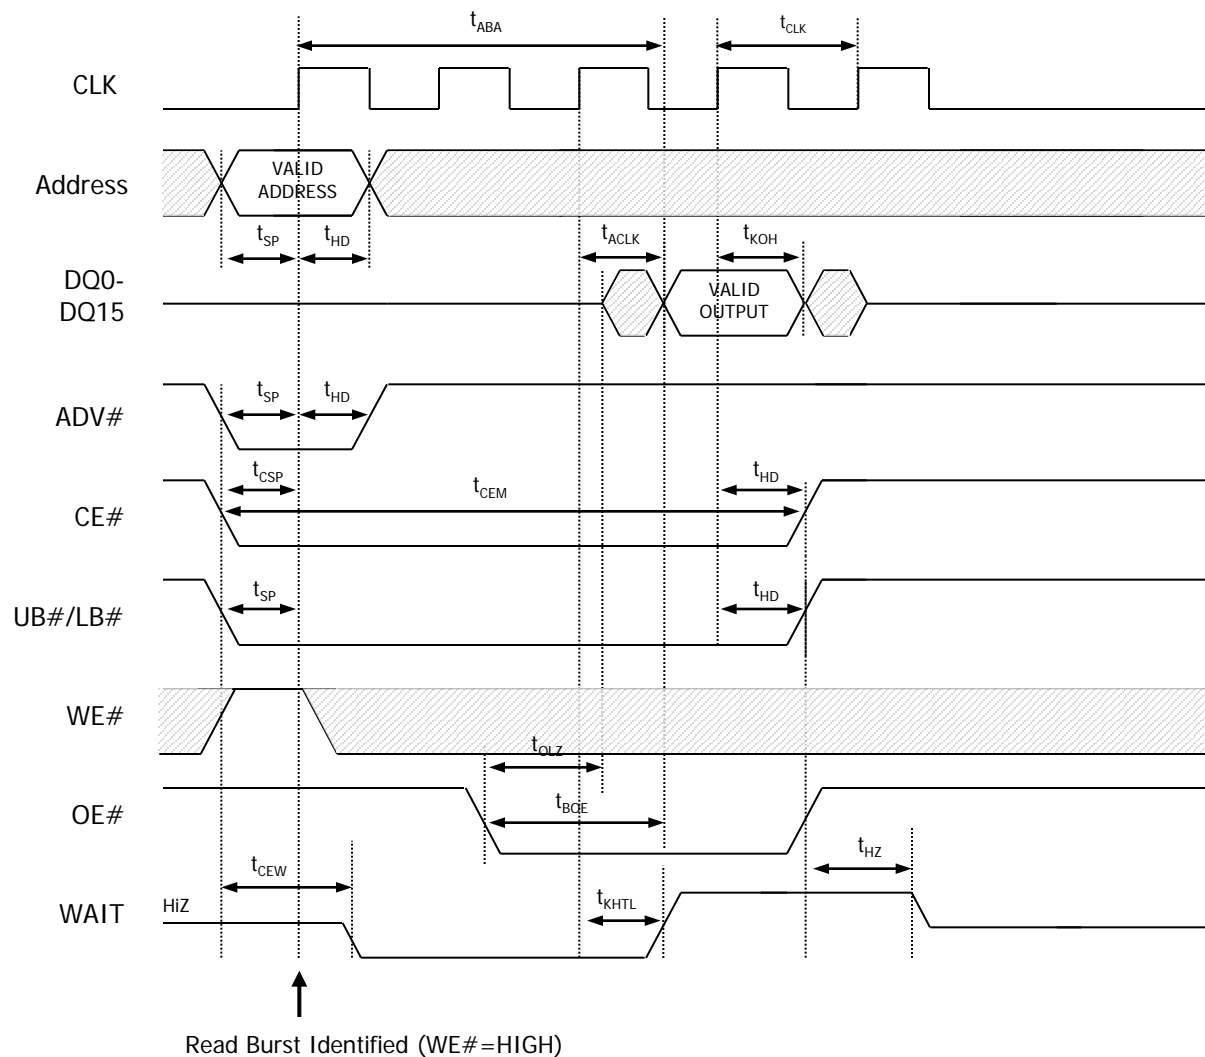 tABA
tCLK
CLK
Address
VALID
ADDRESS
tSP
tHD
tACLK
tKOH
DQ0-
DQ15
VALID
OUTPUT
ADV#
tSP
tHD
CE#
tCSP
tCEM
tHD
UB#/LB#
tSP
tHD
WE#
tOLZ
OE#
tBOE
tHZ
tCEW
WAIT
HiZ
tKHTL
Read Burst Identified (WE#=HIGH)